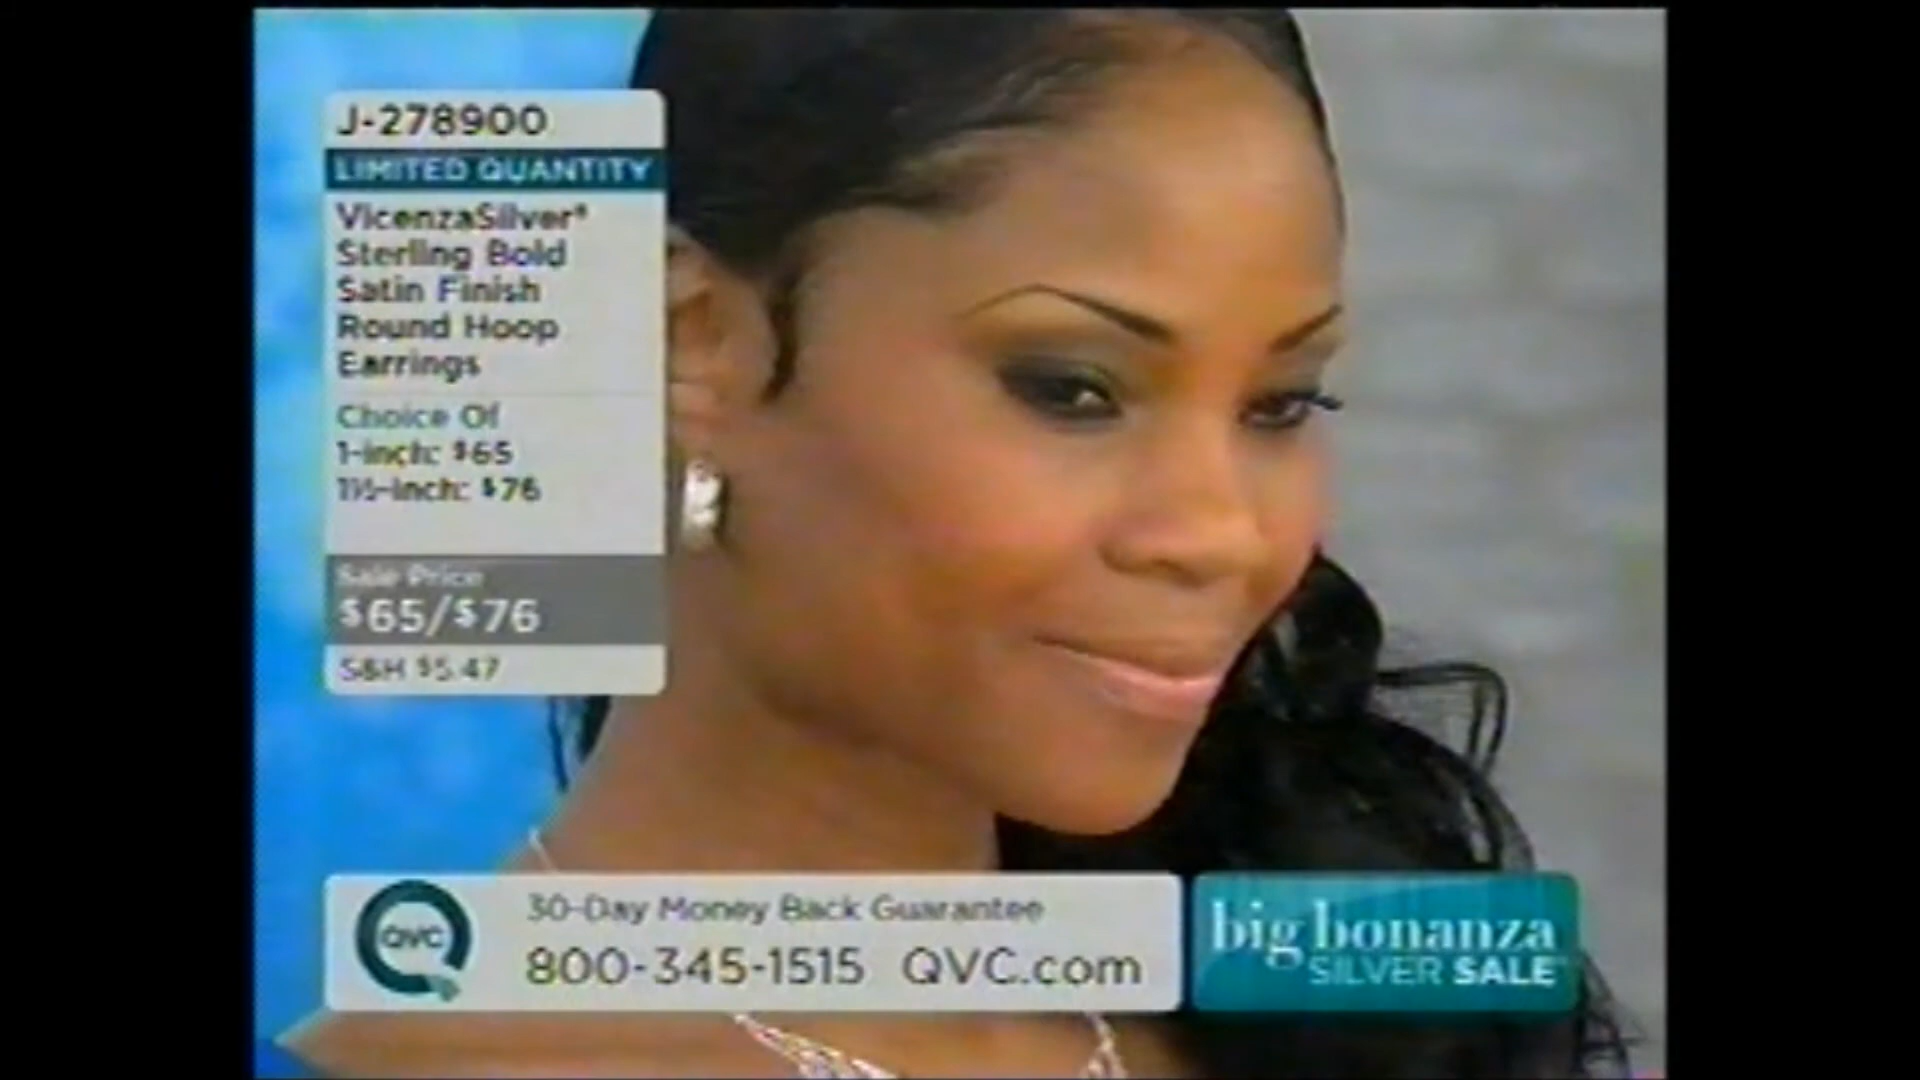 J-278900
LIMITED QUANTITY
VicenzaSilver®
Sterling Bold
Satin Finish
Round Hoop
Earrings
Choice Of
1-inch: $65
1½-inch: $76
Sale Price
$65/$76
S&H $5.47
QVC
30-Day Money Back Guarantee
800-345-1515 QVC.com
big bonanza
SILVER SALE™